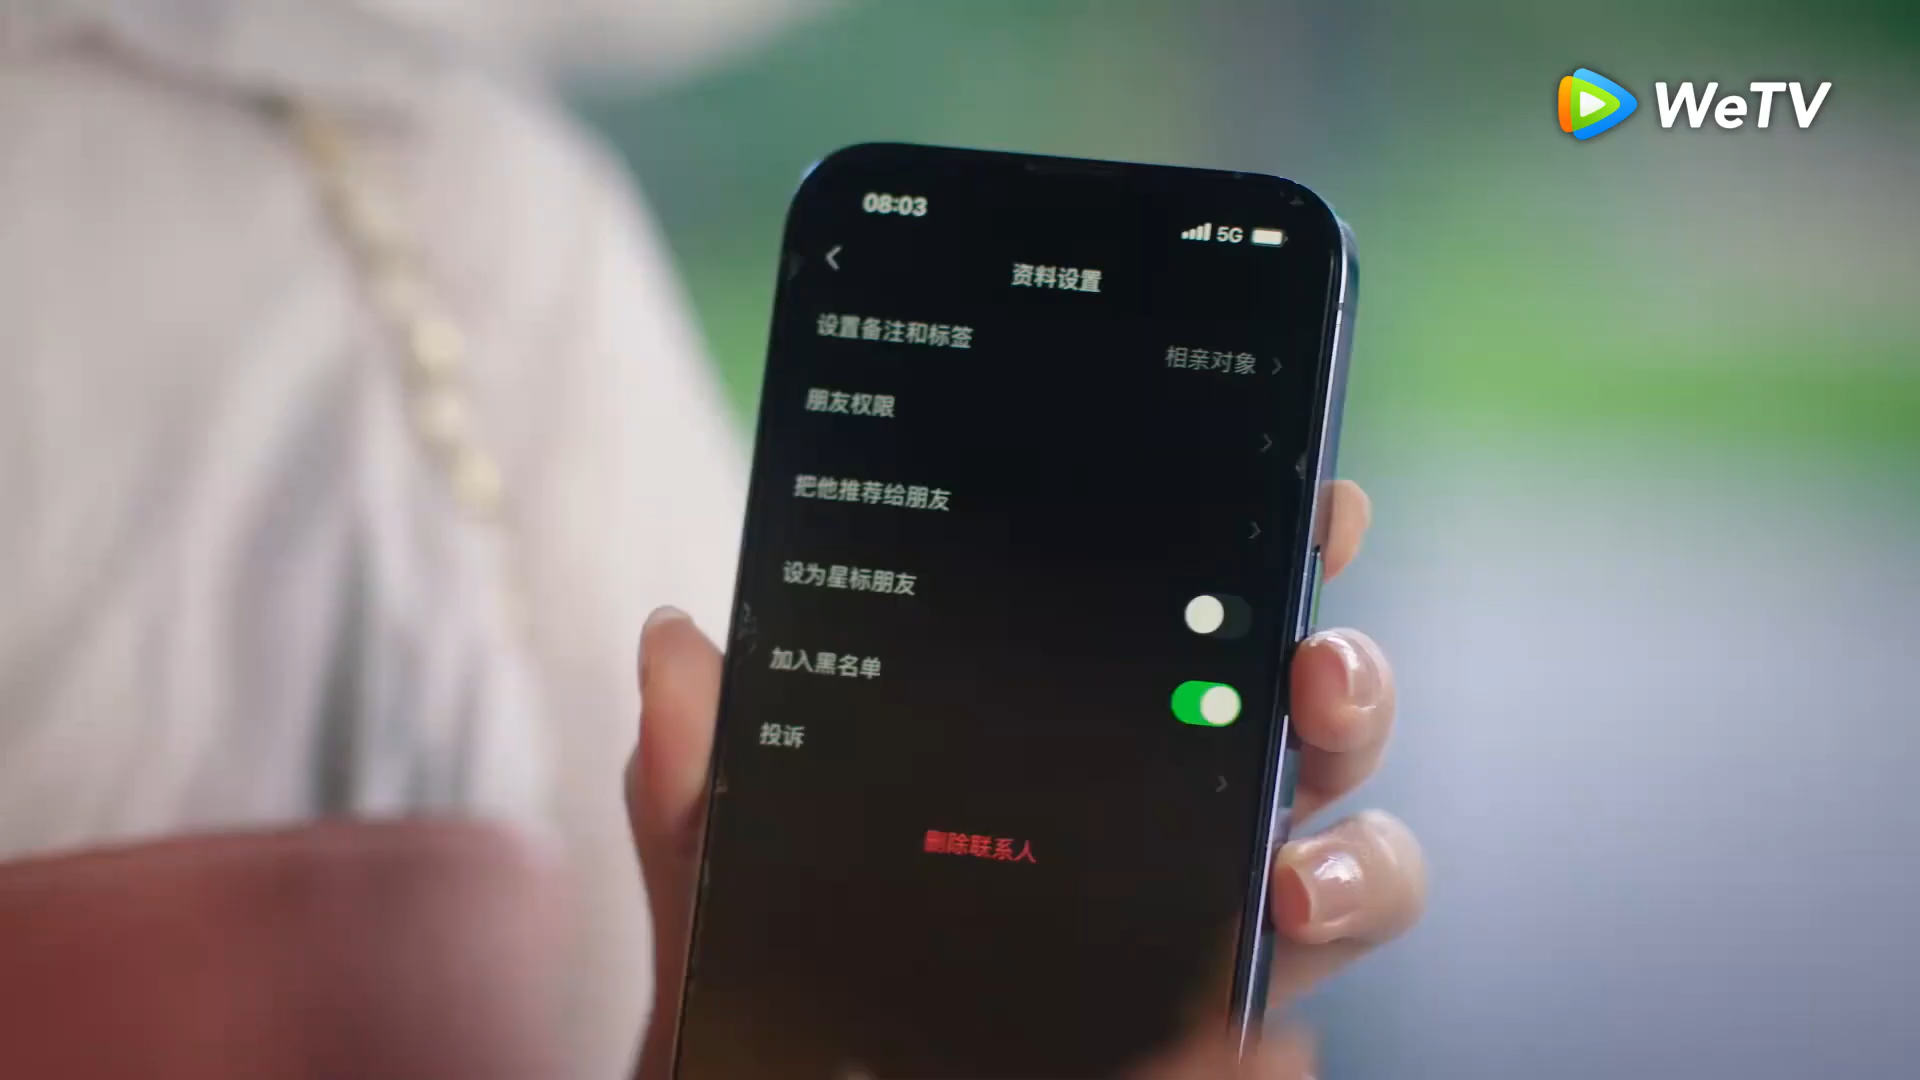 WeTV
08:03
5G
资料设置
设置备注和标签
相亲对象
朋友权限
把他推荐给朋友
设为星标朋友
加入黑名单
投诉
删除联系人